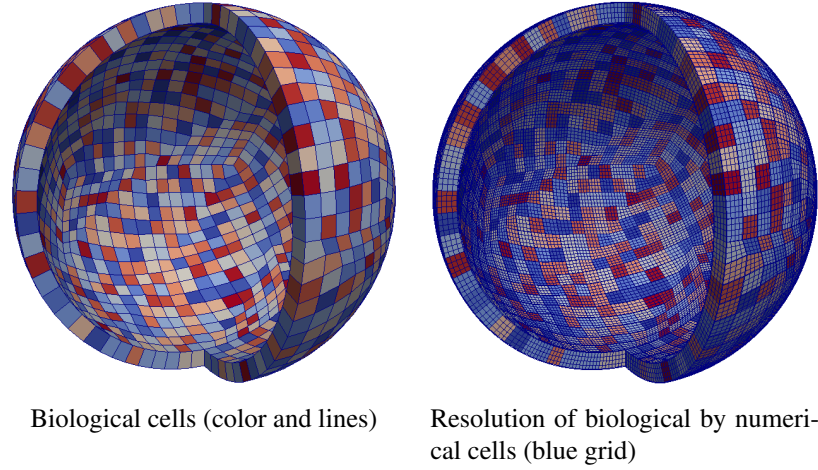 Biological cells (color and lines)
Resolution of biological by numeri-
cal cells (blue grid)